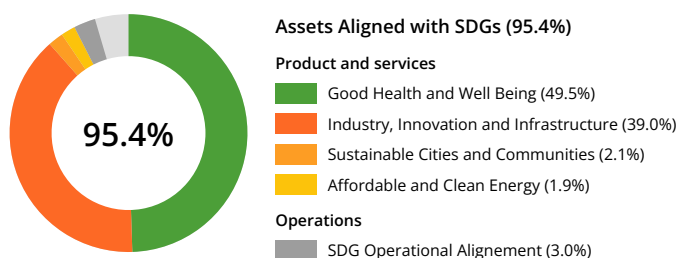 Assets Aligned with SDGs (95.4%)
Product and services
Good Health and Well Being (49.5%)
95.4%
Industry, Innovation and Infrastructure (39.0%)
Sustainable Cities and Communities (2.1%)
Affordable and Clean Energy (1.9%)
Operations
SDG Operational Alignement (3.0%)